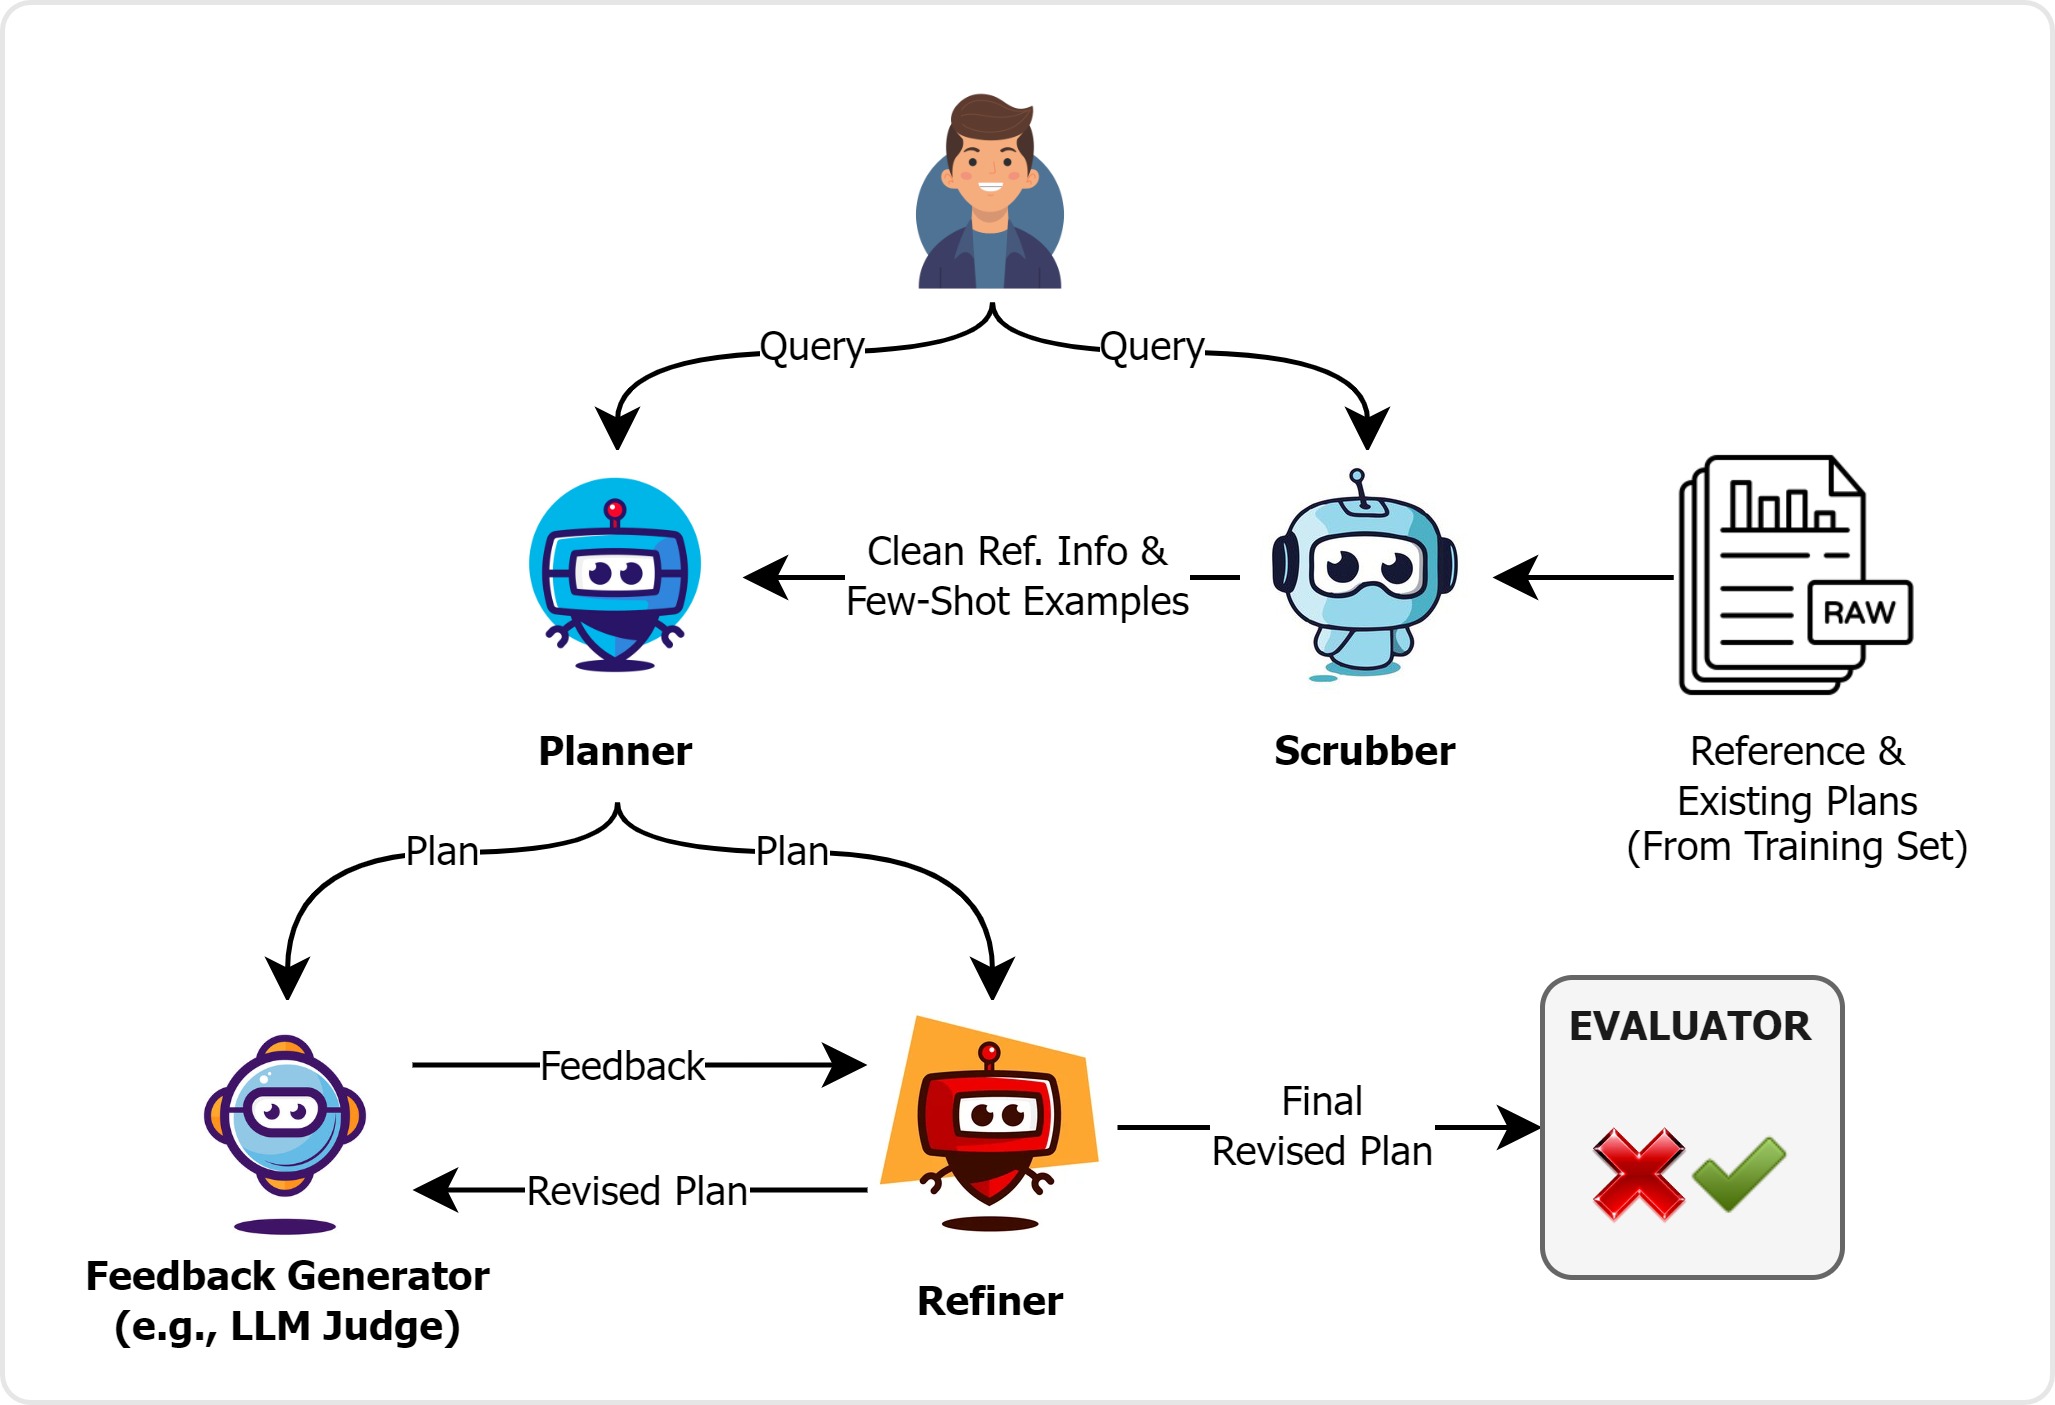 Query
Query
Clean Ref. Info &
Few-Shot Examples
RAW
Planner
Scrubber
Reference &
Existing Plans
(From Training Set)
Plan
Plan
EVALUATOR
Feedback
Final
Revised Plan
Revised Plan
Feedback Generator
(e.g., LLM Judge)
Refiner